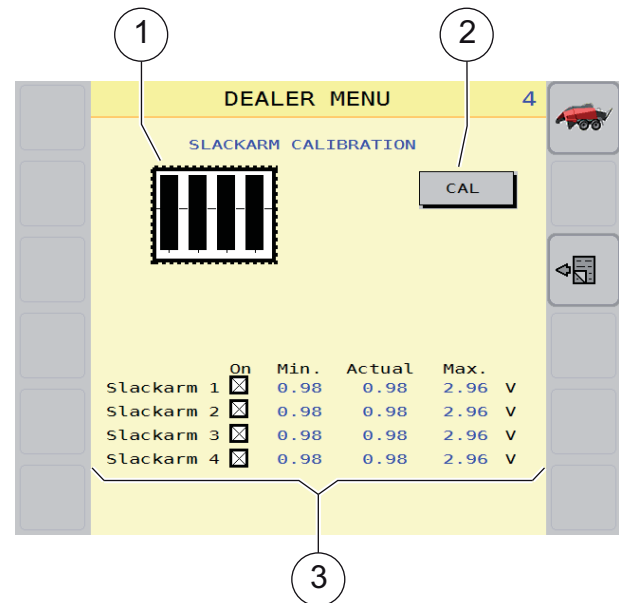 1 2
DEALER MENU 4
SLACKARM CALIBRATION
CAL
On Min. Actual Max.
Slackarm 1 0.98 0.98 2.96 V
Slackarm 2 0.98 0.98 2.96 V
Slackarm 3 0.98 0.98 2.96 V
Slackarm 4 0.98 0.98 2.96 V
3